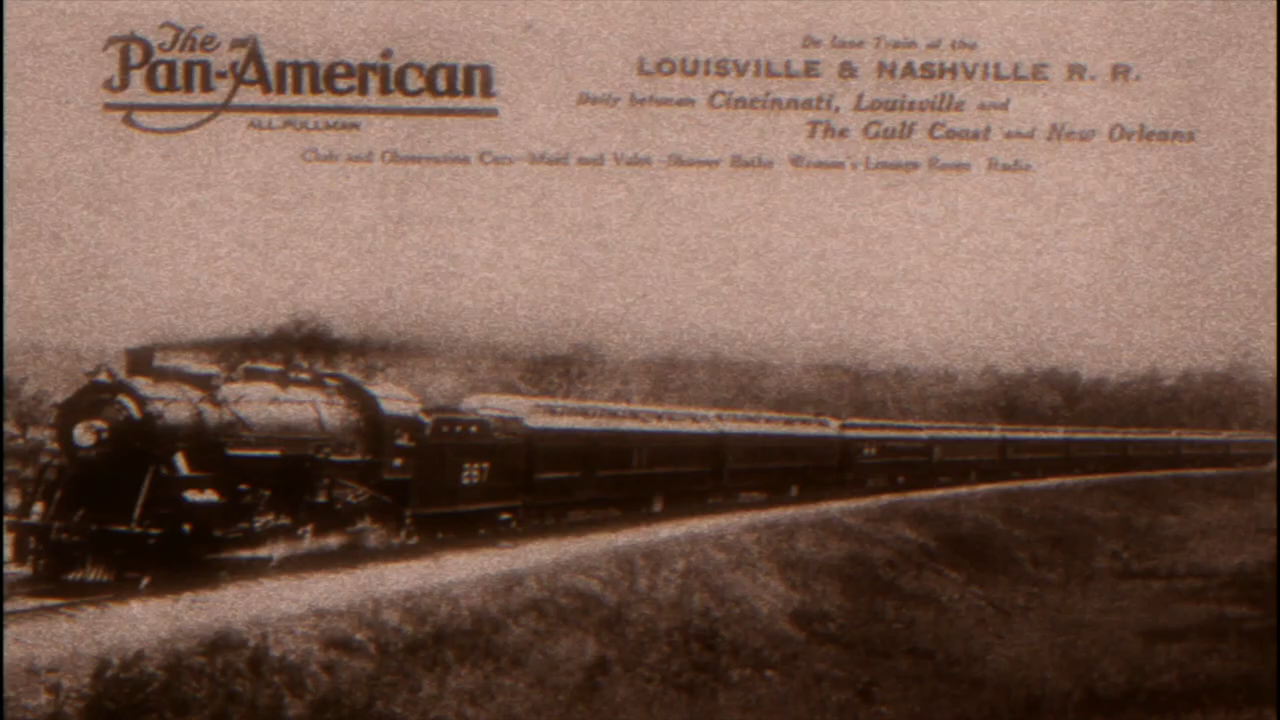 The
Pan-American
ALL-PULLMAN
De luxe Train of the
LOUISVILLE & NASHVILLE R. R.
Daily between Cincinnati, Louisville and
The Gulf Coast and New Orleans
Club and Observation Cars Maid and Valet Shower Baths Women's Lounge Room Radio
267